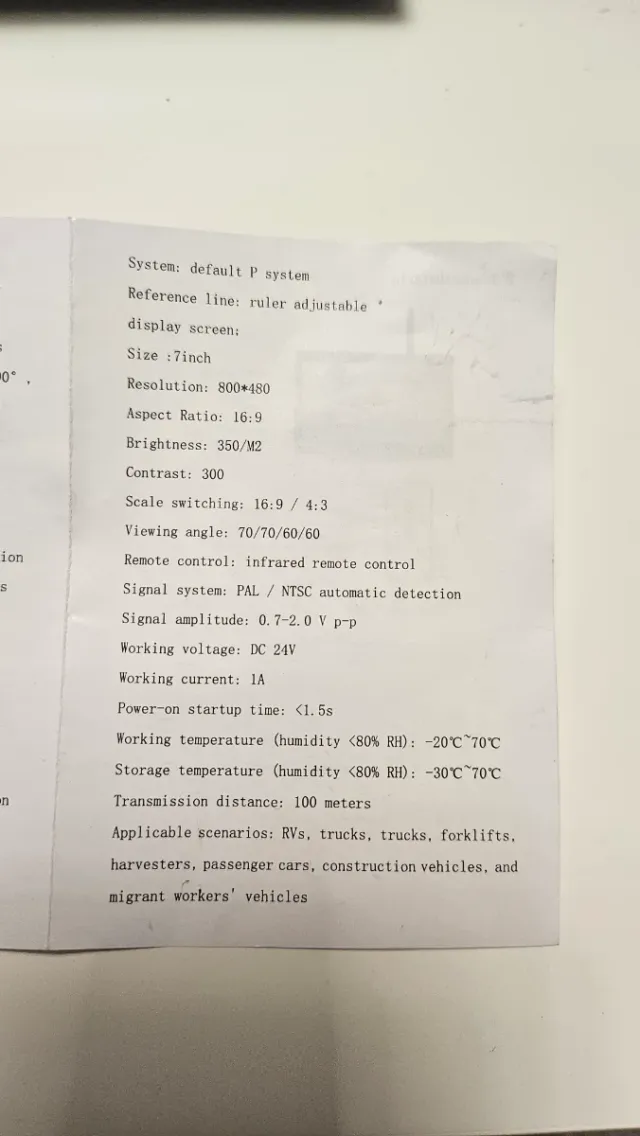 System: default P system
Reference line: ruler adjustable *
display screen:
Size :7inch
Resolution: 800*480
Aspect Ratio: 16:9
Brightness: 350/M2
Contrast: 300
Scale switching: 16:9 / 4:3
Viewing angle: 70/70/60/60
Remote control: infrared remote control
Signal system: PAL / NTSC automatic detection
Signal amplitude: 0.7-2.0 V p-p
Working voltage: DC 24V
Working current: 1A
Power-on startup time: <1.5s
Working temperature (humidity <80% RH): -20℃~70℃
Storage temperature (humidity <80% RH): -30℃~70℃
Transmission distance: 100 meters
Applicable scenarios: RVs, trucks, trucks, forklifts,
harvesters, passenger cars, construction vehicles, and
migrant workers' vehicles